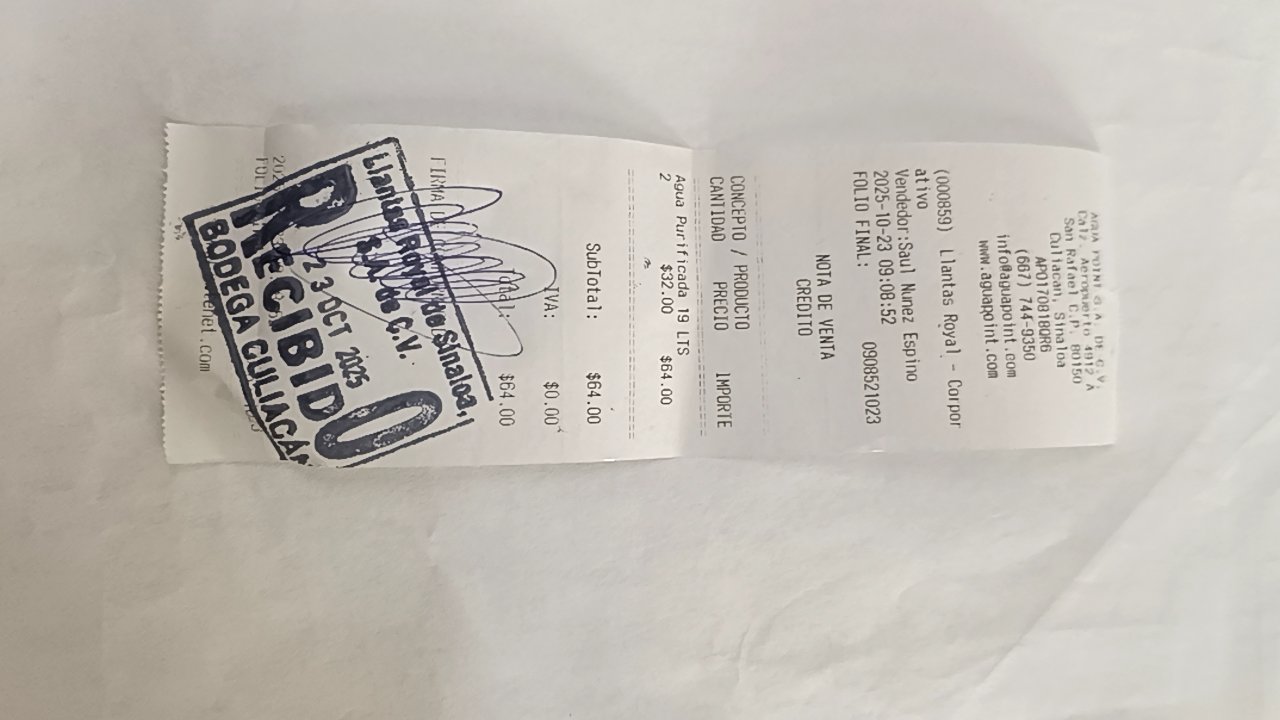 AGUA POINT S.A. DE C.V.
Calz. Aeropuerto 4912 A
San Rafael C.P. 80150
Culiacan, Sinaloa
APO170818QR6
(667) 744-9350
info@aguapoint.com
www.aguapoint.com
(000859) Llantas Royal - Corpor
ativo
Vendedor:Saul Nunez Espino
2025-10-23 09:08:52
FOLIO FINAL: 0908521023
NOTA DE VENTA
CREDITO
CONCEPTO / PRODUCTO
CANTIDAD PRECIO IMPORTE
Agua Purificada 19 LTS
2 $32.00 $64.00
SubTotal: $64.00
IVA: $0.00
Total: $64.00
FIRMA
Llantas Royal de Sinaloa,
S.A. de C.V.
23 OCT 2025
RECIBIDO
BODEGA CULIACÁN